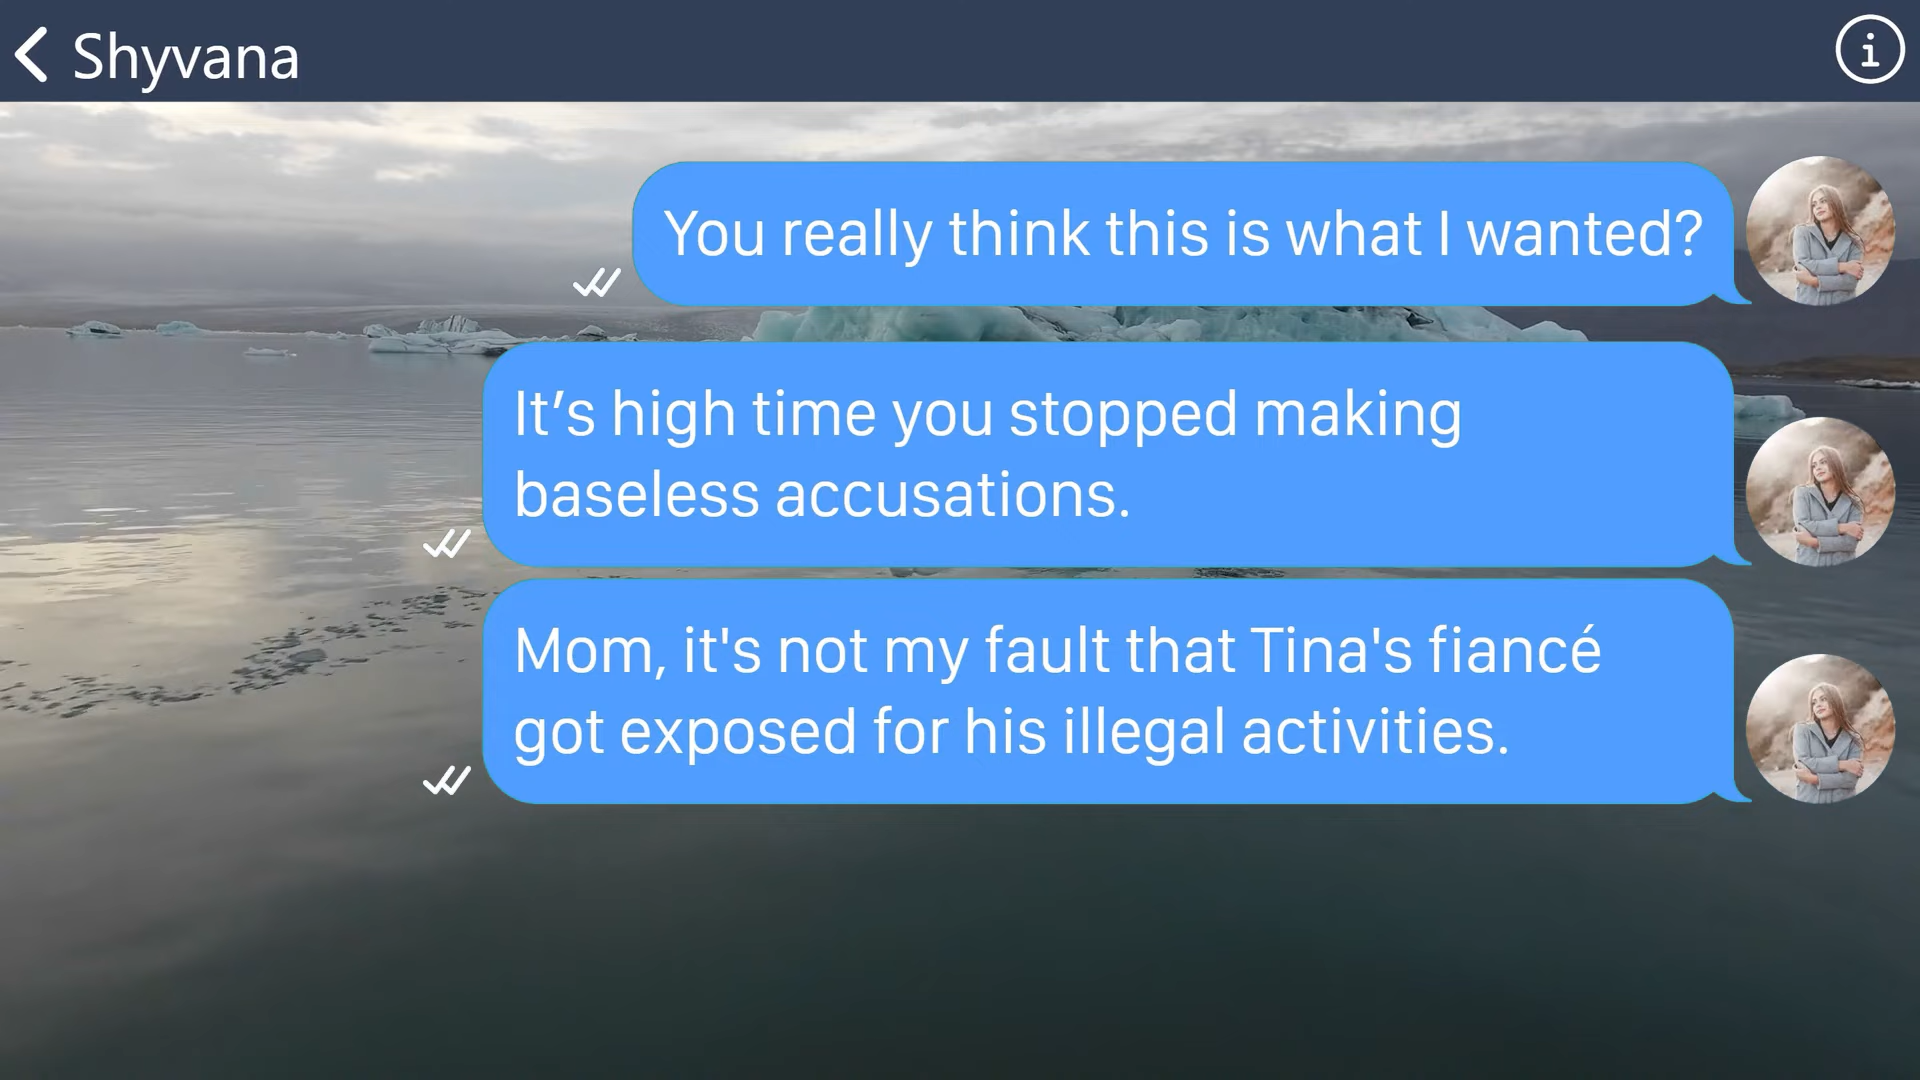 Shyvana
You really think this is what I wanted?
It’s high time you stopped making
baseless accusations.
Mom, it's not my fault that Tina's fiancé
got exposed for his illegal activities.